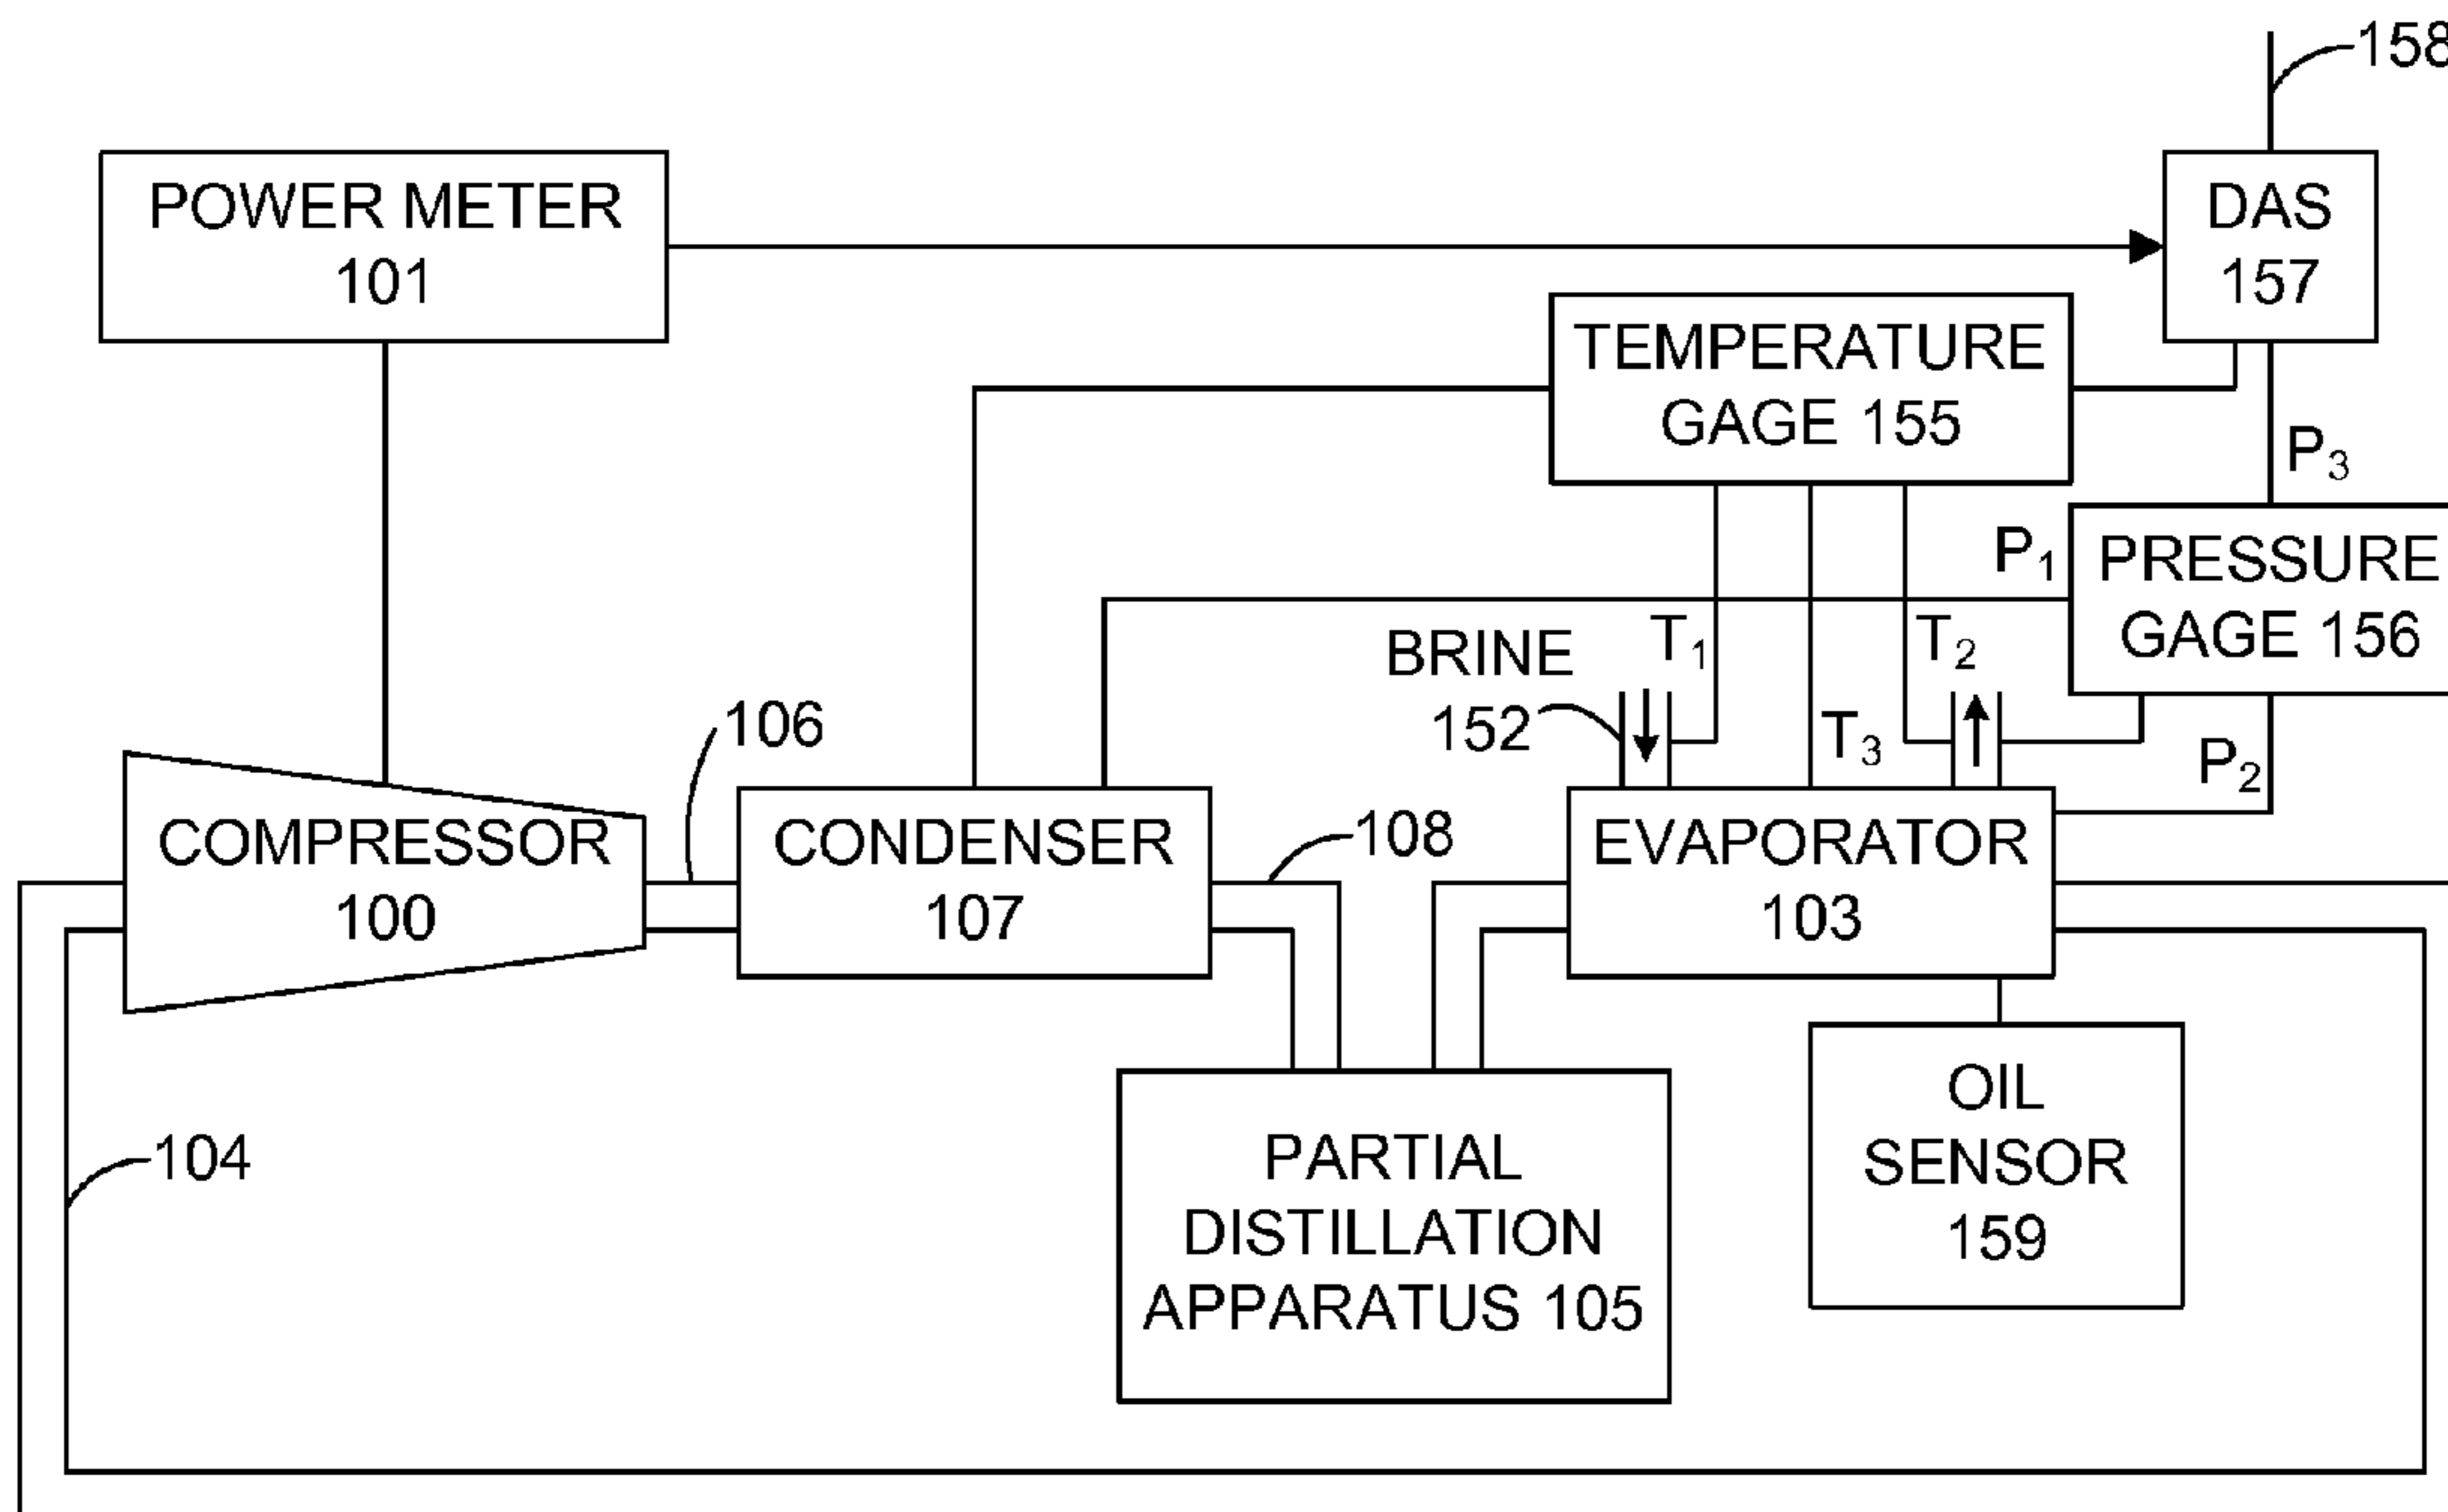 158
POWER METER
101
DAS
157
TEMPERATURE
GAGE 155
P3
P1
PRESSURE
GAGE 156
BRINE
152
T1
T2
T3
P2
106
COMPRESSOR
100
CONDENSER
107
108
EVAPORATOR
103
104
PARTIAL
DISTILLATION
APPARATUS 105
OIL
SENSOR
159